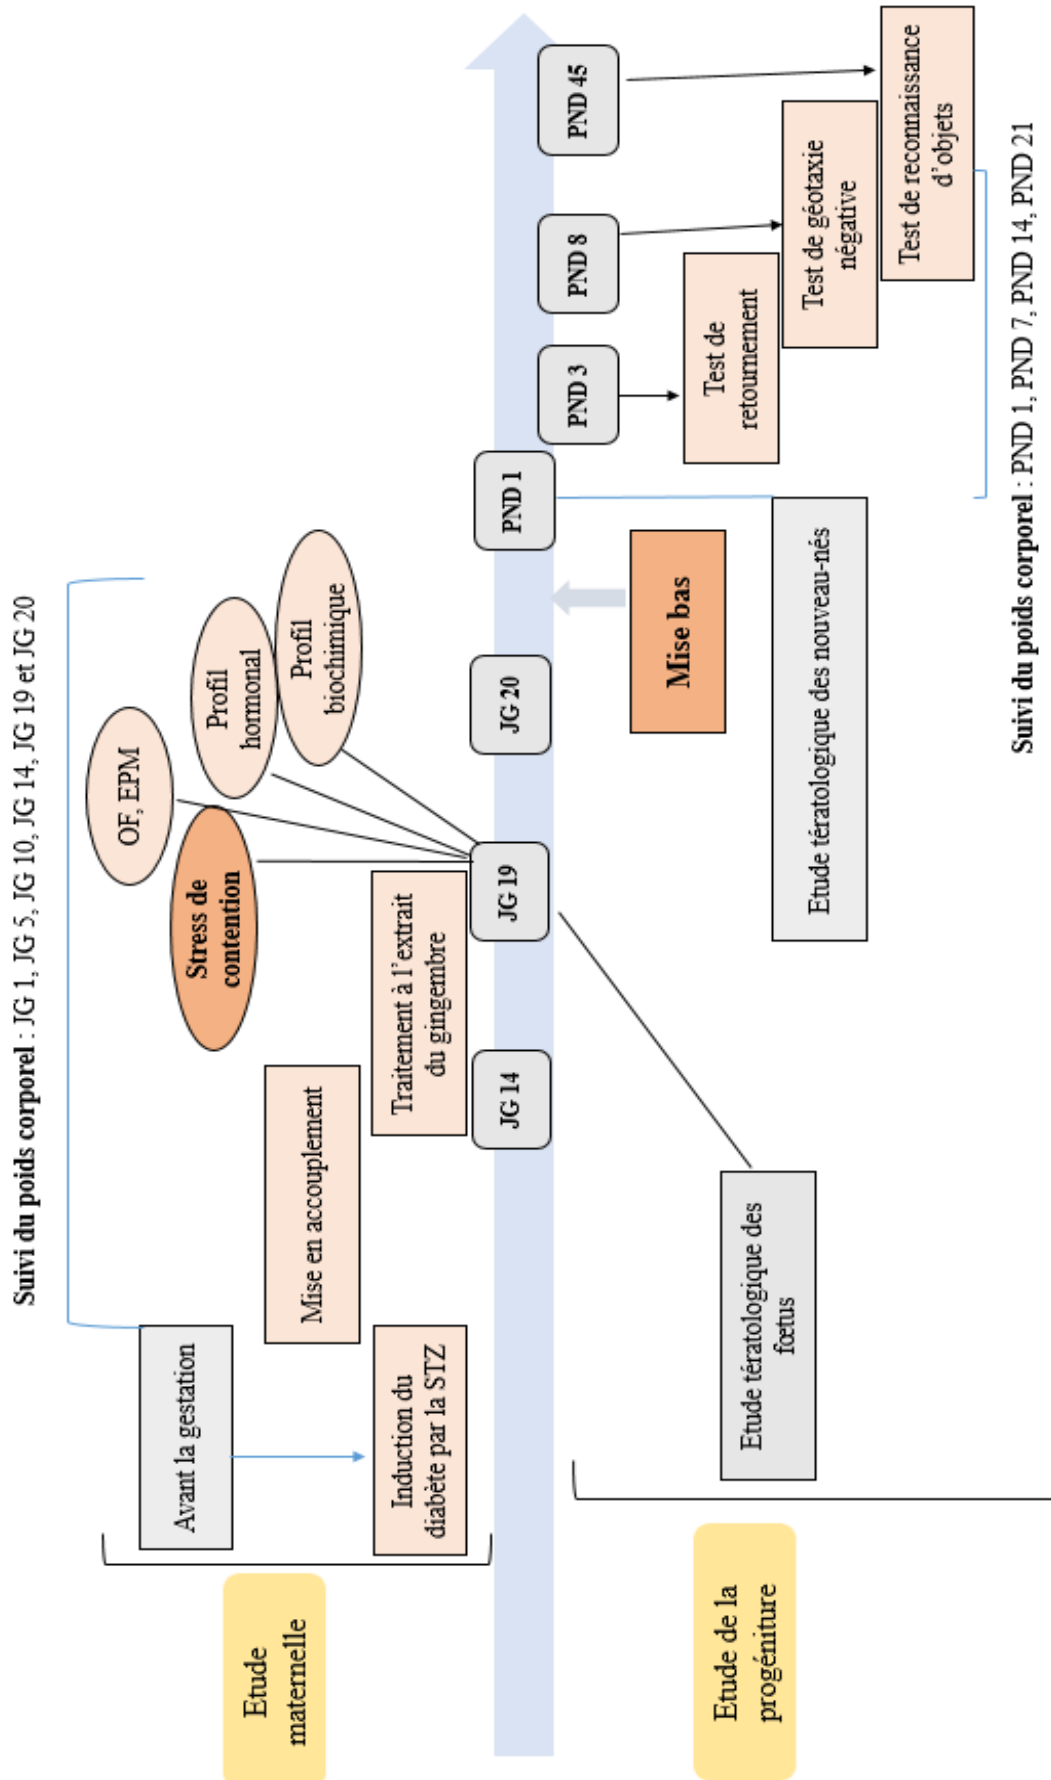 Suivi du poids corporel : JG 1, JG 5, JG 10, JG 14, JG 19 et JG 20
Etude
maternelle
Avant la gestation
Induction du
diabète par la STZ
Mise en accouplement
Traitement à l'extrait
du gingembre
Stress de
contention
OF, EPM
Profil
hormonal
Profil
biochimique
JG 14
JG 19
JG 20
PND 1
PND 3
PND 8
PND 45
Mise bas
Etude de la
progéniture
Etude tératologique des
fœtus
Etude tératologique des nouveau-nés
Test de
retournement
Test de géotaxie
négative
Test de reconnaissance
d'objets
Suivi du poids corporel : PND 1, PND 7, PND 14, PND 21